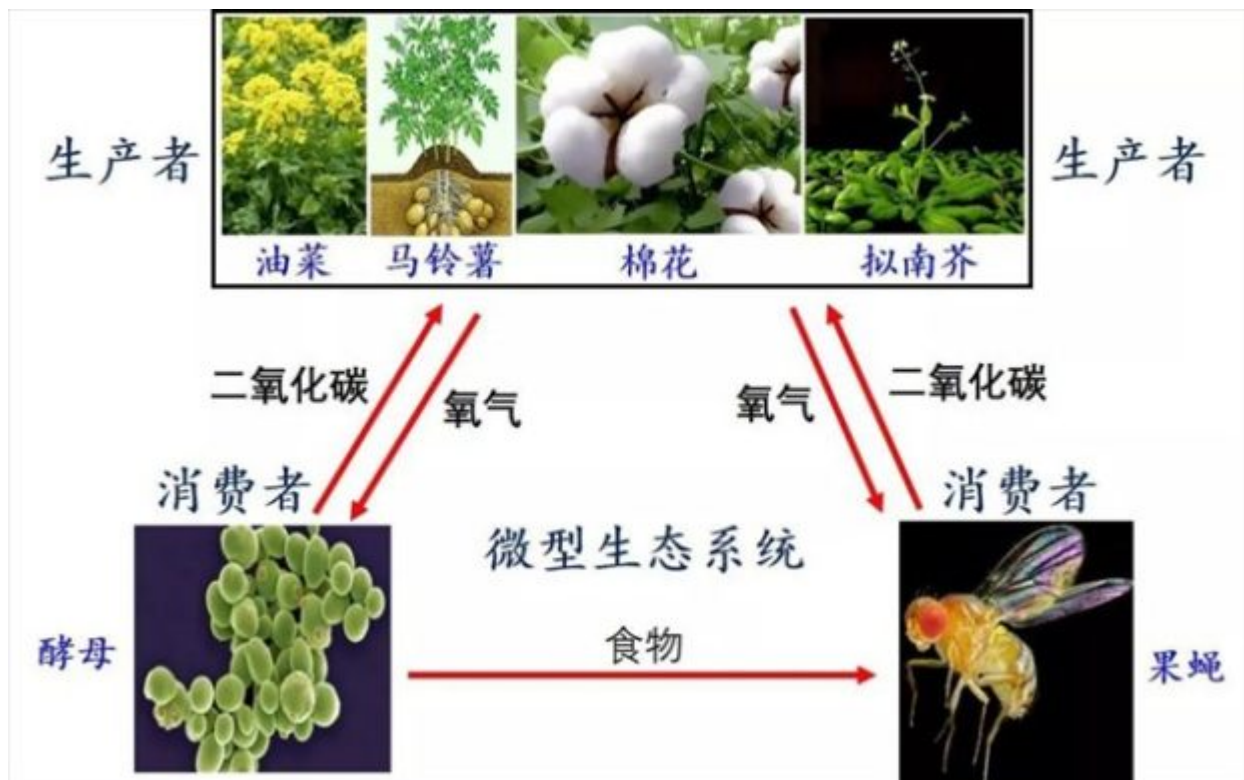 生产者
生产者
油菜
马铃薯
棉花
拟南芥
二氧化碳
氧气
氧气
二氧化碳
消费者
消费者
微型生态系统
食物
酵母
果蝇